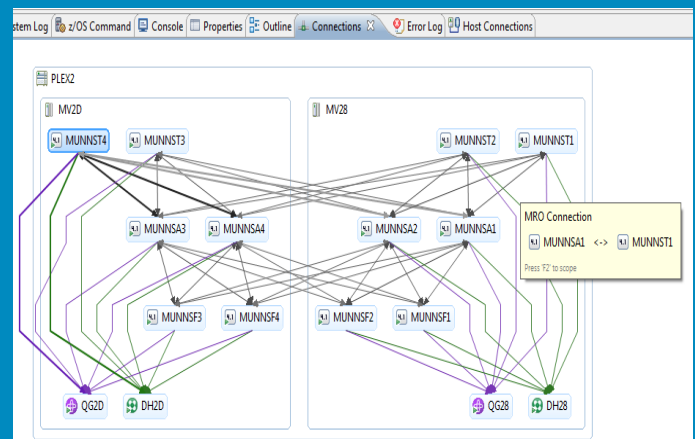 stem Log z/OS Command Console Properties Outline Connections Error Log Host Connections
PLEX2
MV2D MV28
MUNNST4 MUNNST3 MUNNST2 MUNNST1
MRO Connection
MUNNSA1 <-> MUNNST1
Press 'F2' to scope
MUNNSA3 MUNNSA4 MUNNSA2 MUNNSA1
MUNNSF3 MUNNSF4 MUNNSF2 MUNNSF1
QG2D DH2D QG28 DH28